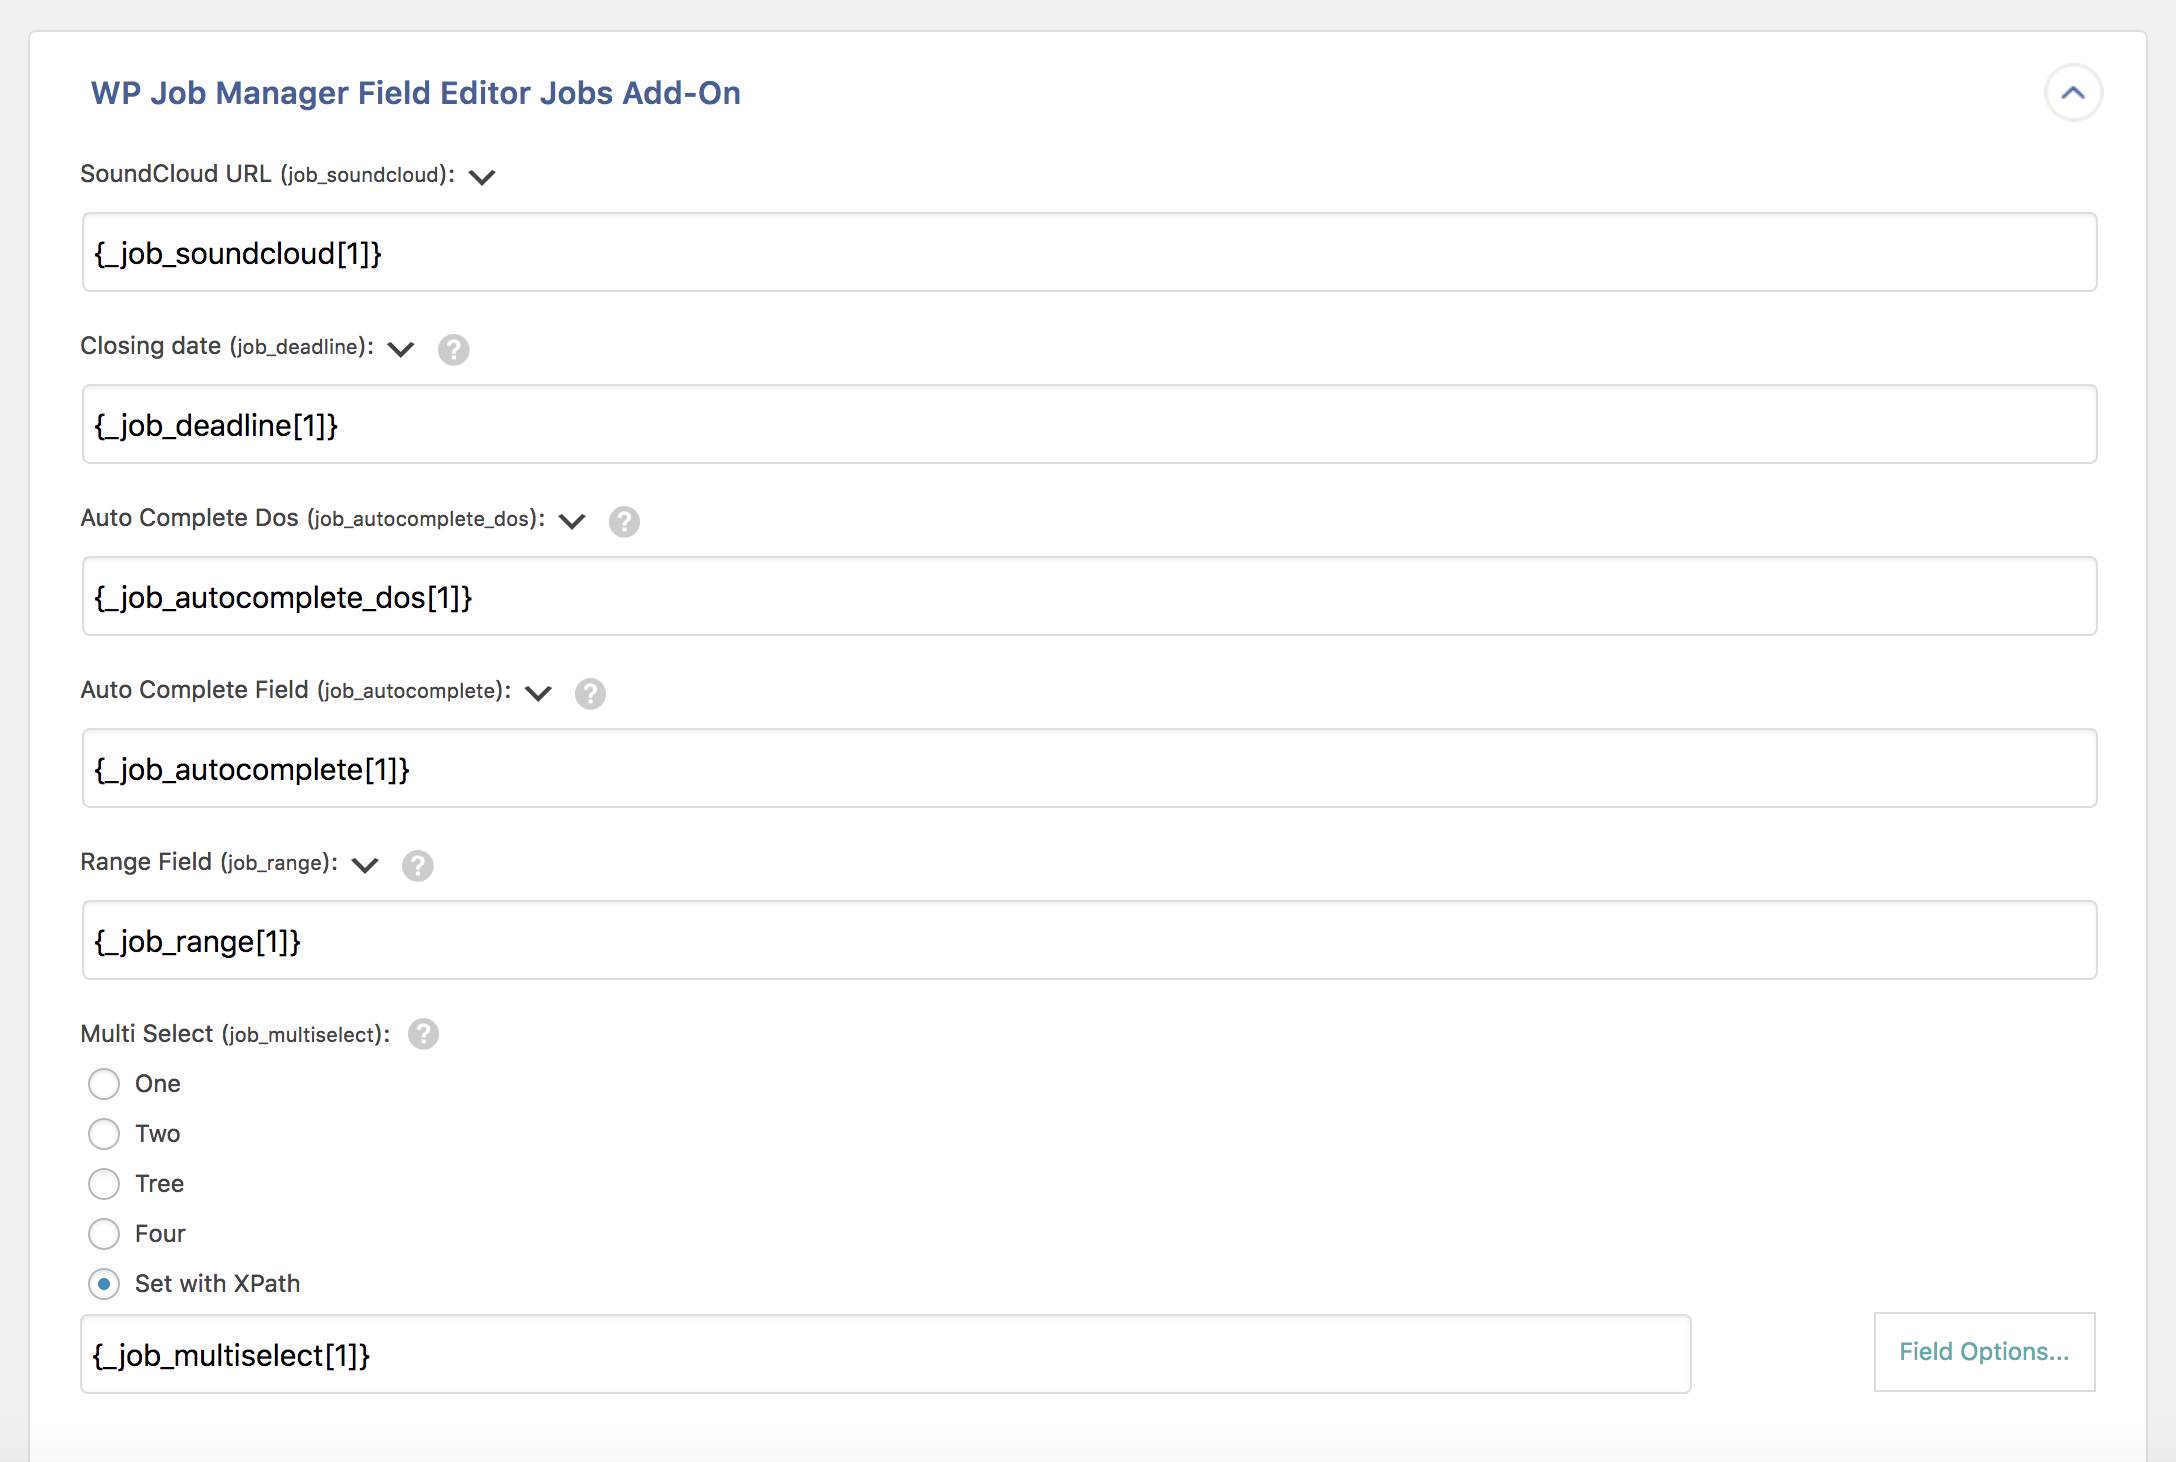 WP Job Manager Field Editor Jobs Add-On
SoundCloud URL (job_soundcloud):
{_job_soundcloud[1]}
Closing date (job_deadline): ?
{_job_deadline[1]}
Auto Complete Dos (job_autocomplete_dos): ?
{_job_autocomplete_dos[1]}
Auto Complete Field (job_autocomplete): ?
{_job_autocomplete[1]}
Range Field (job_range): ?
{_job_range[1]}
Multi Select (job_multiselect): ?
One
Two
Tree
Four
Set with XPath
{_job_multiselect[1]} Field Options...